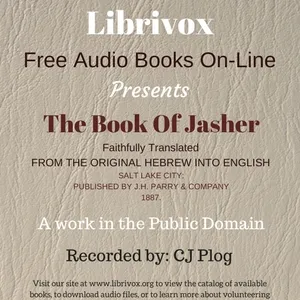 Librivox
Free Audio Books On-Line
Presents
The Book Of Jasher
Faithfully Translated
FROM THE ORIGINAL HEBREW INTO ENGLISH
SALT LAKE CITY:
PUBLISHED BY J.H. PARRY & COMPANY
1887.
A work in the Public Domain
Recorded by: CJ Plog
Visit our site at www.librivox.org to view the catalog of available
books, to download audio files, or to learn more about volunteering